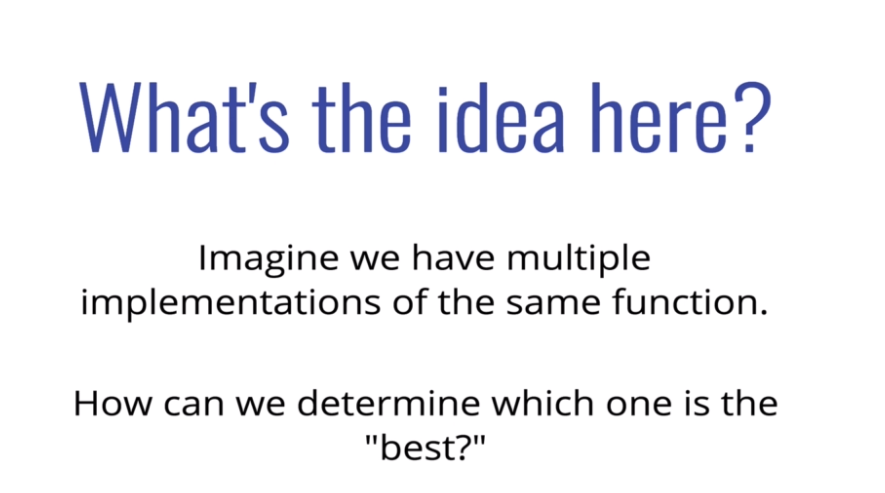 What's the idea here?
Imagine we have multiple
implementations of the same function.
How can we determine which one is the
"best?"